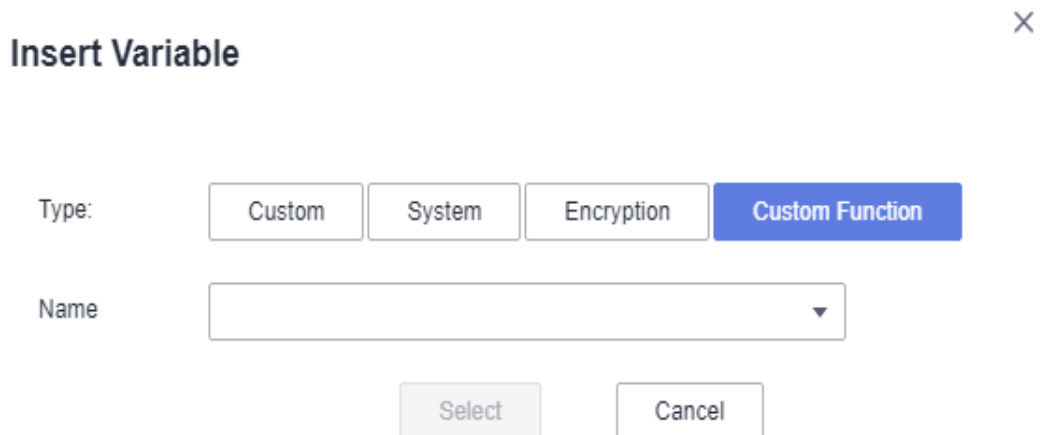 Insert Variable
Type: Custom System Encryption Custom Function
Name
Select Cancel